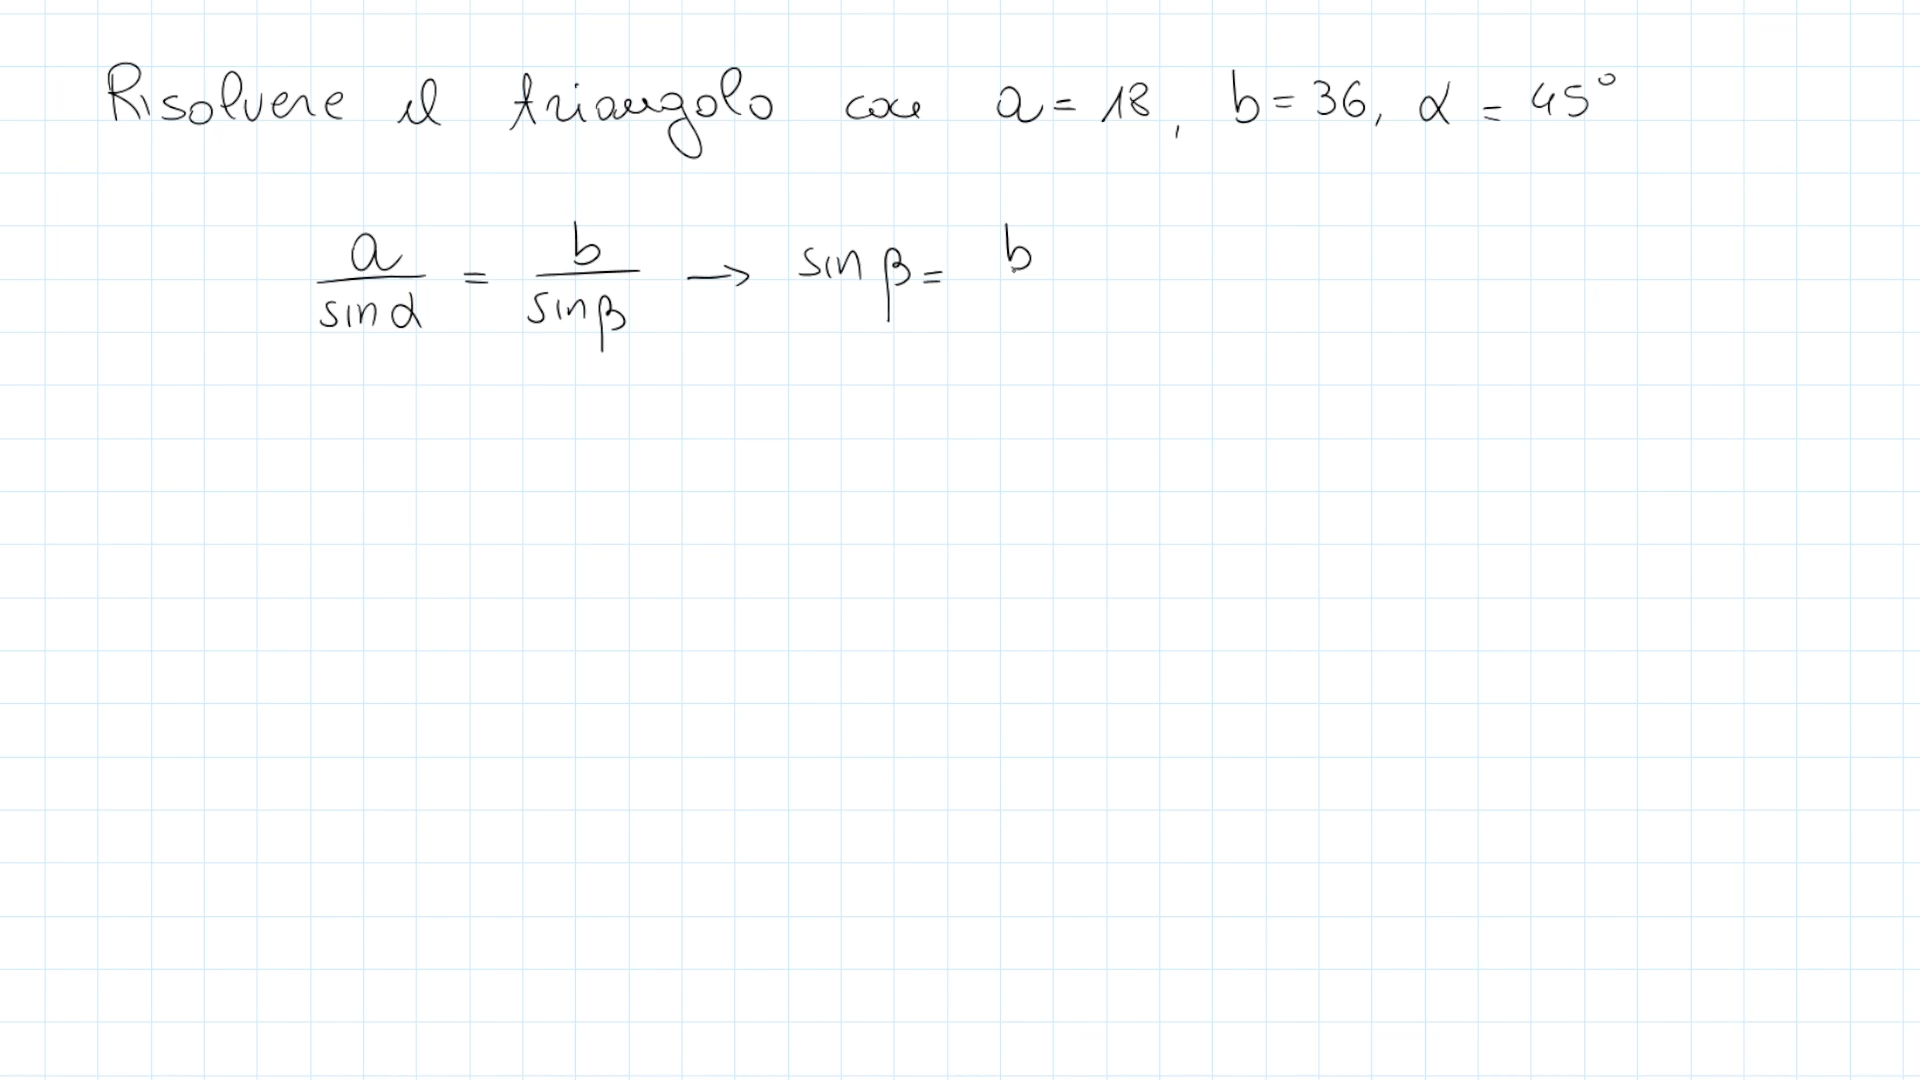 Risolvere il triangolo con a = 18, b = 36, α = 45°
a/sin α = b/sin β → sin β = b